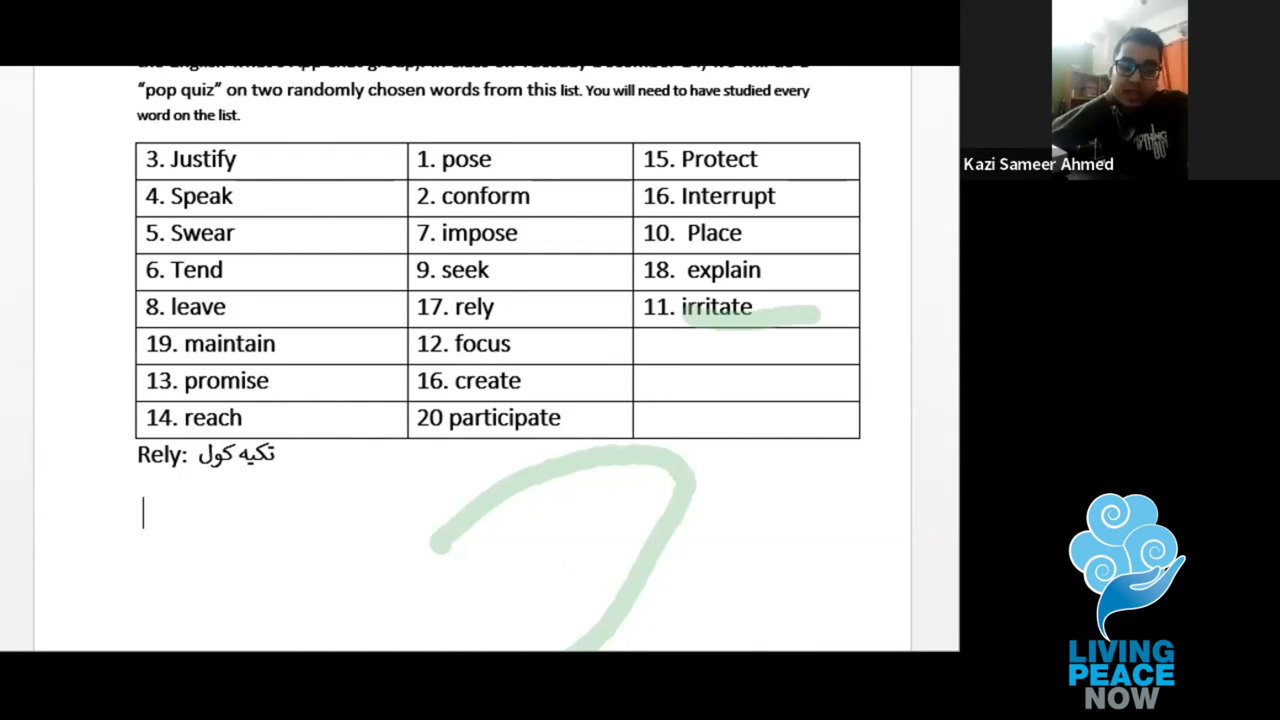 "pop quiz" on two randomly chosen words from this list. You will need to have studied every
word on the list.
3. Justify 1. pose 15. Protect
4. Speak 2. conform 16. Interrupt
5. Swear 7. impose 10. Place
6. Tend 9. seek 18. explain
8. leave 17. rely 11. irritate
19. maintain 12. focus
13. promise 16. create
14. reach 20 participate
Rely: تکیه کول
Kazi Sameer Ahmed
LIVING
PEACE
NOW